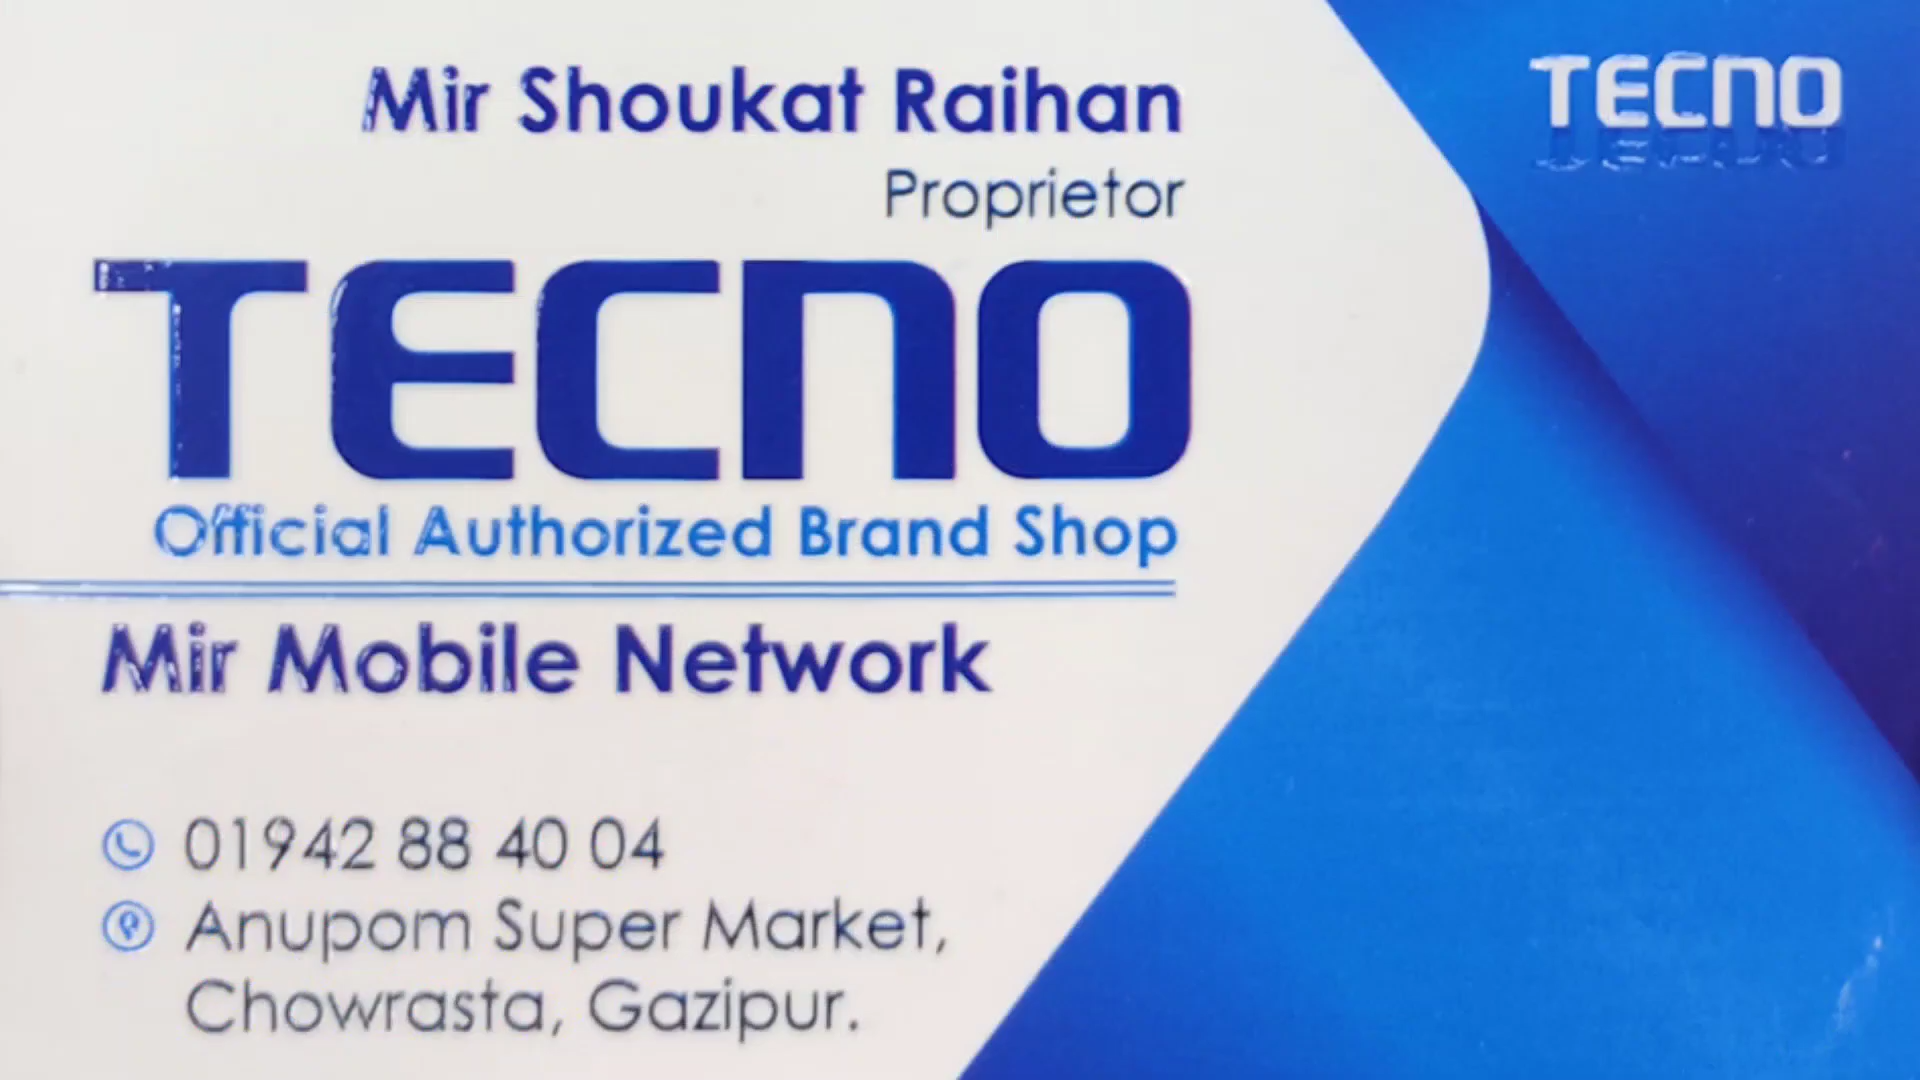 TECNO
Mir Shoukat Raihan
Proprietor
TECNO
Official Authorized Brand Shop
Mir Mobile Network
01942 88 40 04
Anupom Super Market,
Chowrasta, Gazipur.